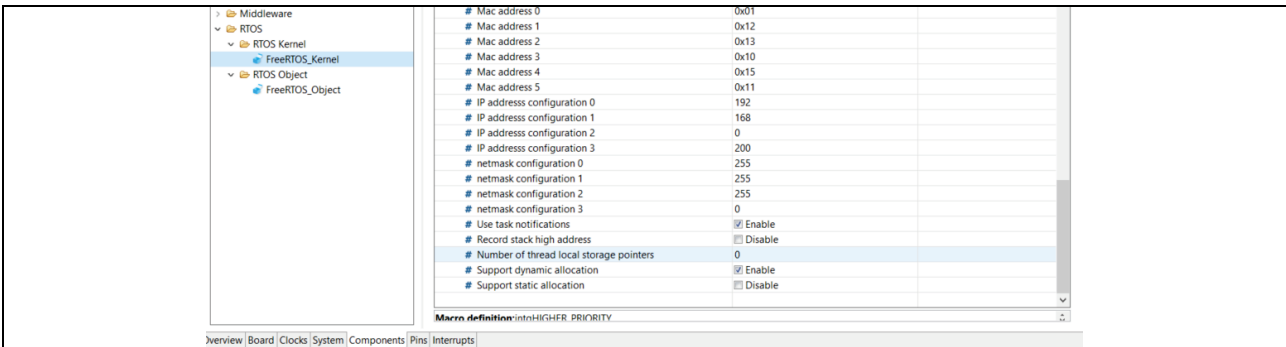 Middleware
RTOS
RTOS Kernel
FreeRTOS_Kernel
RTOS Object
FreeRTOS_Object
# Mac address 0 0x01
# Mac address 1 0x12
# Mac address 2 0x13
# Mac address 3 0x10
# Mac address 4 0x15
# Mac address 5 0x11
# IP addresss configuration 0 192
# IP addresss configuration 1 168
# IP addresss configuration 2 0
# IP addresss configuration 3 200
# netmask configuration 0 255
# netmask configuration 1 255
# netmask configuration 2 255
# netmask configuration 3 0
# Use task notifications Enable
# Record stack high address Disable
# Number of thread local storage pointers 0
# Support dynamic allocation Enable
# Support static allocation Disable
Macro definition:intqHIGHER_PRIORITY
Overview Board Clocks System Components Pins Interrupts